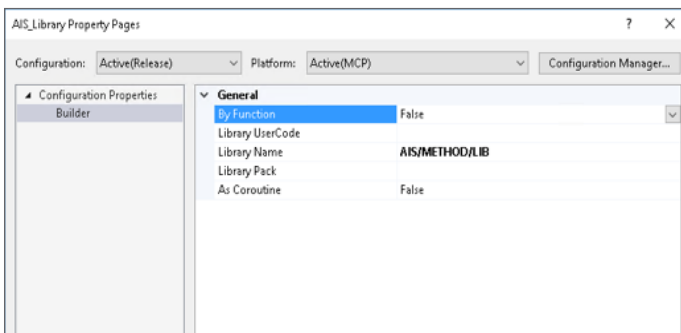 AIS_Library Property Pages
? X
Configuration: Active(Release) Platform: Active(MCP) Configuration Manager...
Configuration Properties
Builder
General
By Function False
Library UserCode
Library Name AIS/METHOD/LIB
Library Pack
As Coroutine False